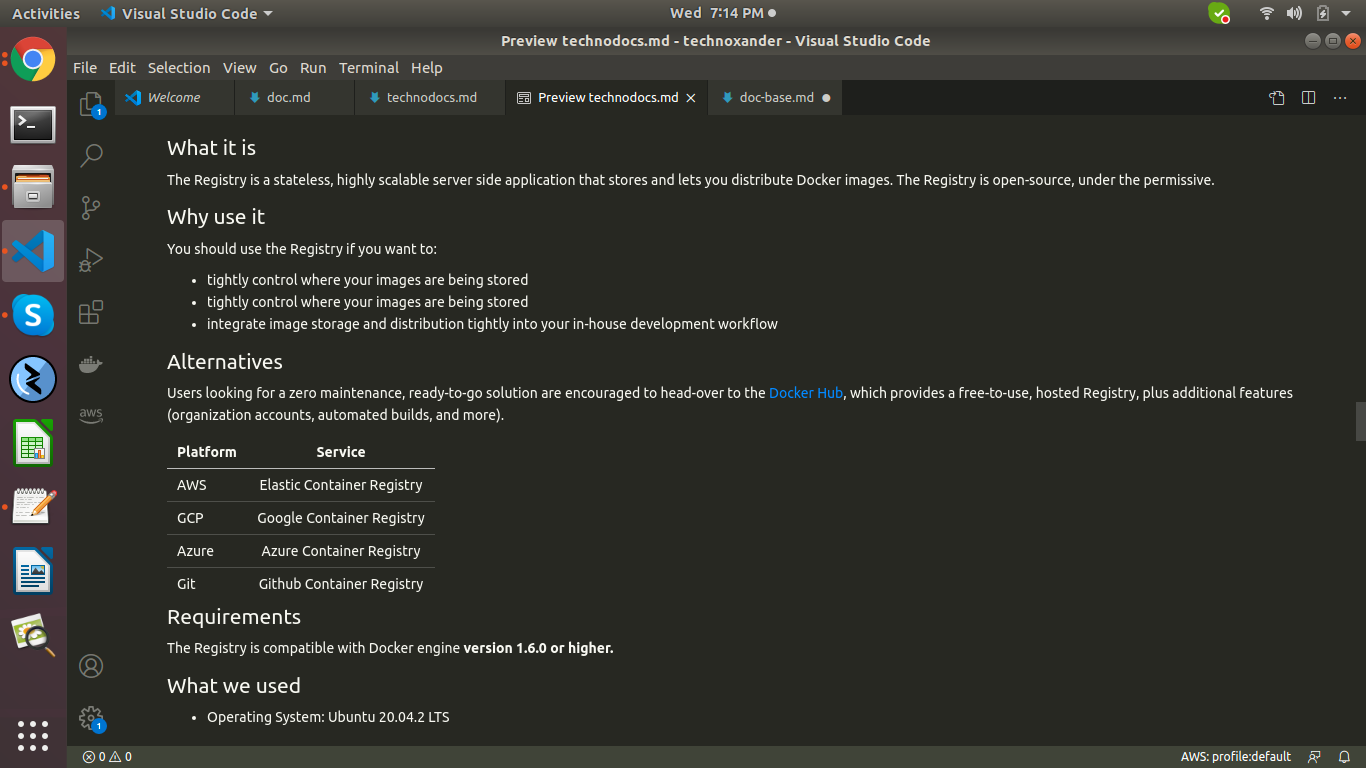 Activities Visual Studio Code Wed 7:14 PM
Preview technodocs.md - technoxander - Visual Studio Code
File Edit Selection View Go Run Terminal Help
1 Welcome doc.md technodocs.md Preview technodocs.md doc-base.md
What it is
The Registry is a stateless, highly scalable server side application that stores and lets you distribute Docker images. The Registry is open-source, under the permissive.
Why use it
You should use the Registry if you want to:
• tightly control where your images are being stored
• tightly control where your images are being stored
• integrate image storage and distribution tightly into your in-house development workflow
Alternatives
Users looking for a zero maintenance, ready-to-go solution are encouraged to head-over to the Docker Hub, which provides a free-to-use, hosted Registry, plus additional features
aws
(organization accounts, automated builds, and more).
Platform Service
AWS Elastic Container Registry
GCP Google Container Registry
Azure Azure Container Registry
Git Github Container Registry
Requirements
The Registry is compatible with Docker engine version 1.6.0 or higher.
What we used
• Operating System: Ubuntu 20.04.2 LTS
1
0 0 AWS: profile:default